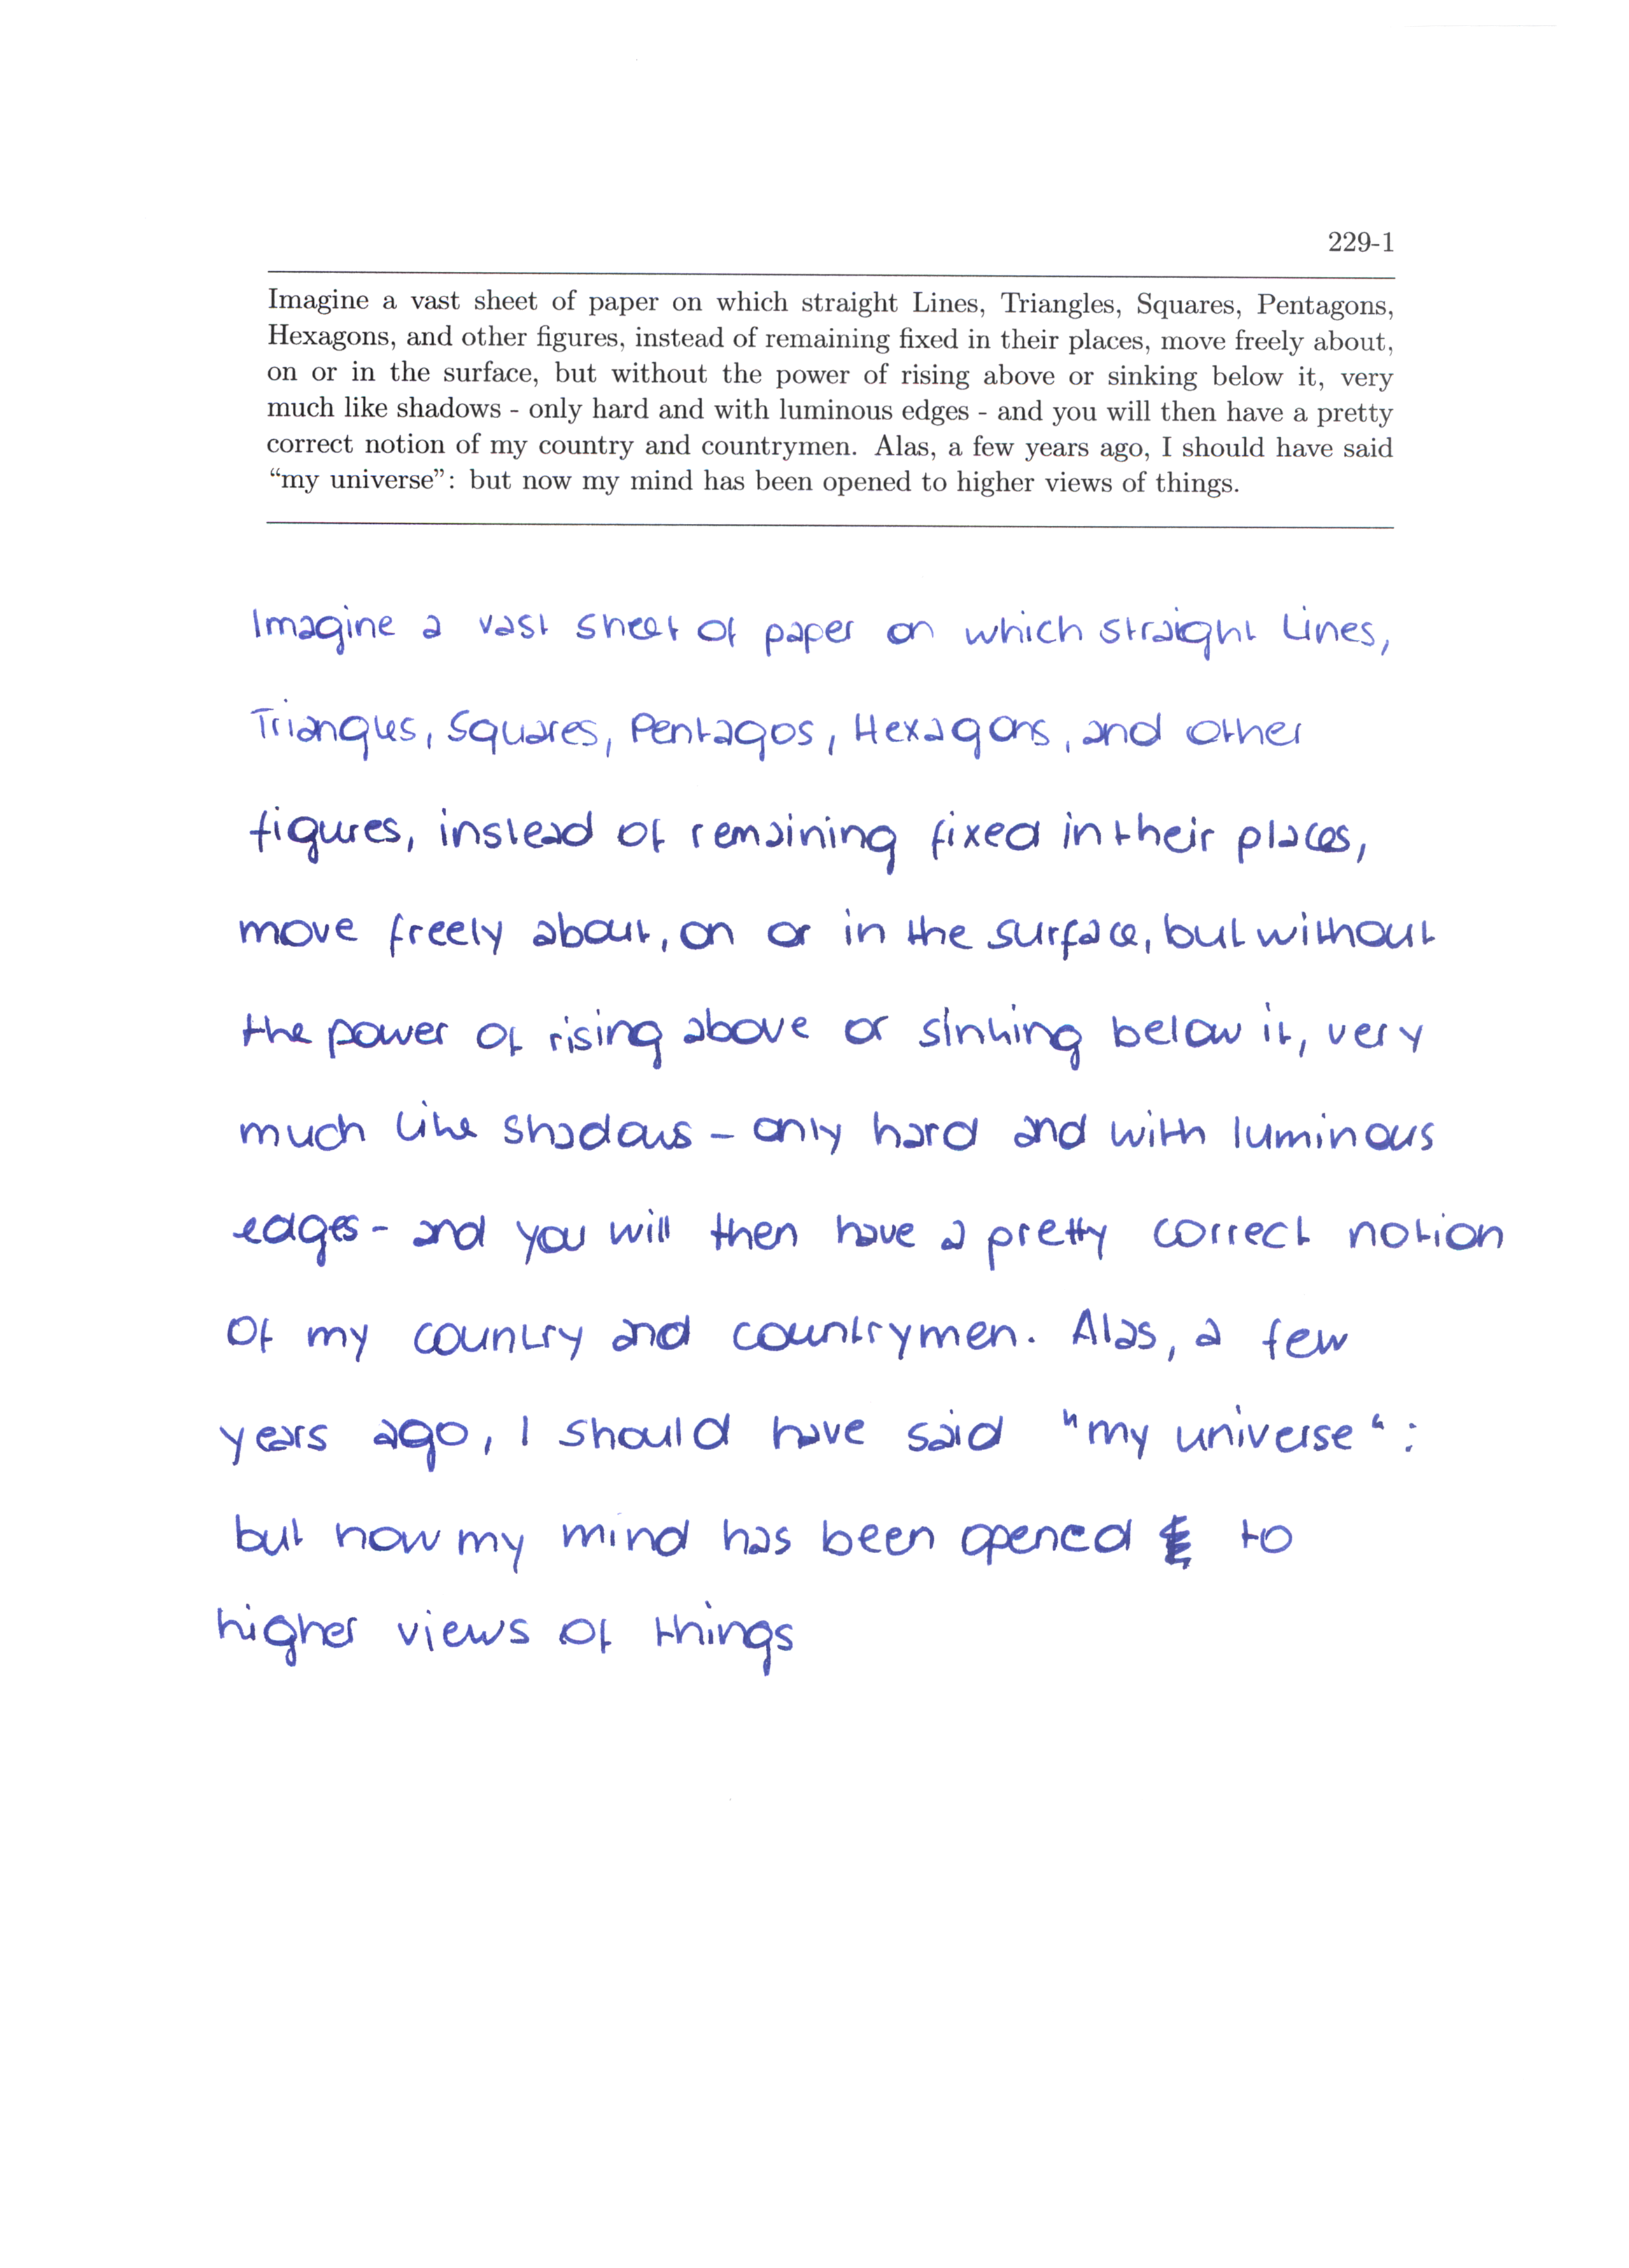 229-1
Imagine a vast sheet of paper on which straight Lines, Triangles, Squares, Pentagons,
Hexagons, and other figures, instead of remaining fixed in their places, move freely about,
on or in the surface, but without the power of rising above or sinking below it, very
much like shadows - only hard and with luminous edges - and you will then have a pretty
correct notion of my country and countrymen. Alas, a few years ago, I should have said
“my universe”: but now my mind has been opened to higher views of things.
Imagine a vast sheet of paper on which straight Lines,
Triangles, Squares, Pentagos, Hexagons, and other
figures, instead of remaining fixed in their places,
move freely about, on or in the surface, but without
the power of rising above or sinking below it, very
much like shadows - only hard and with luminous
edges - and you will then have a pretty correct notion
of my country and countrymen. Alas, a few
years ago, I should have said "my universe“:
but now my mind has been opened to
higher views of things